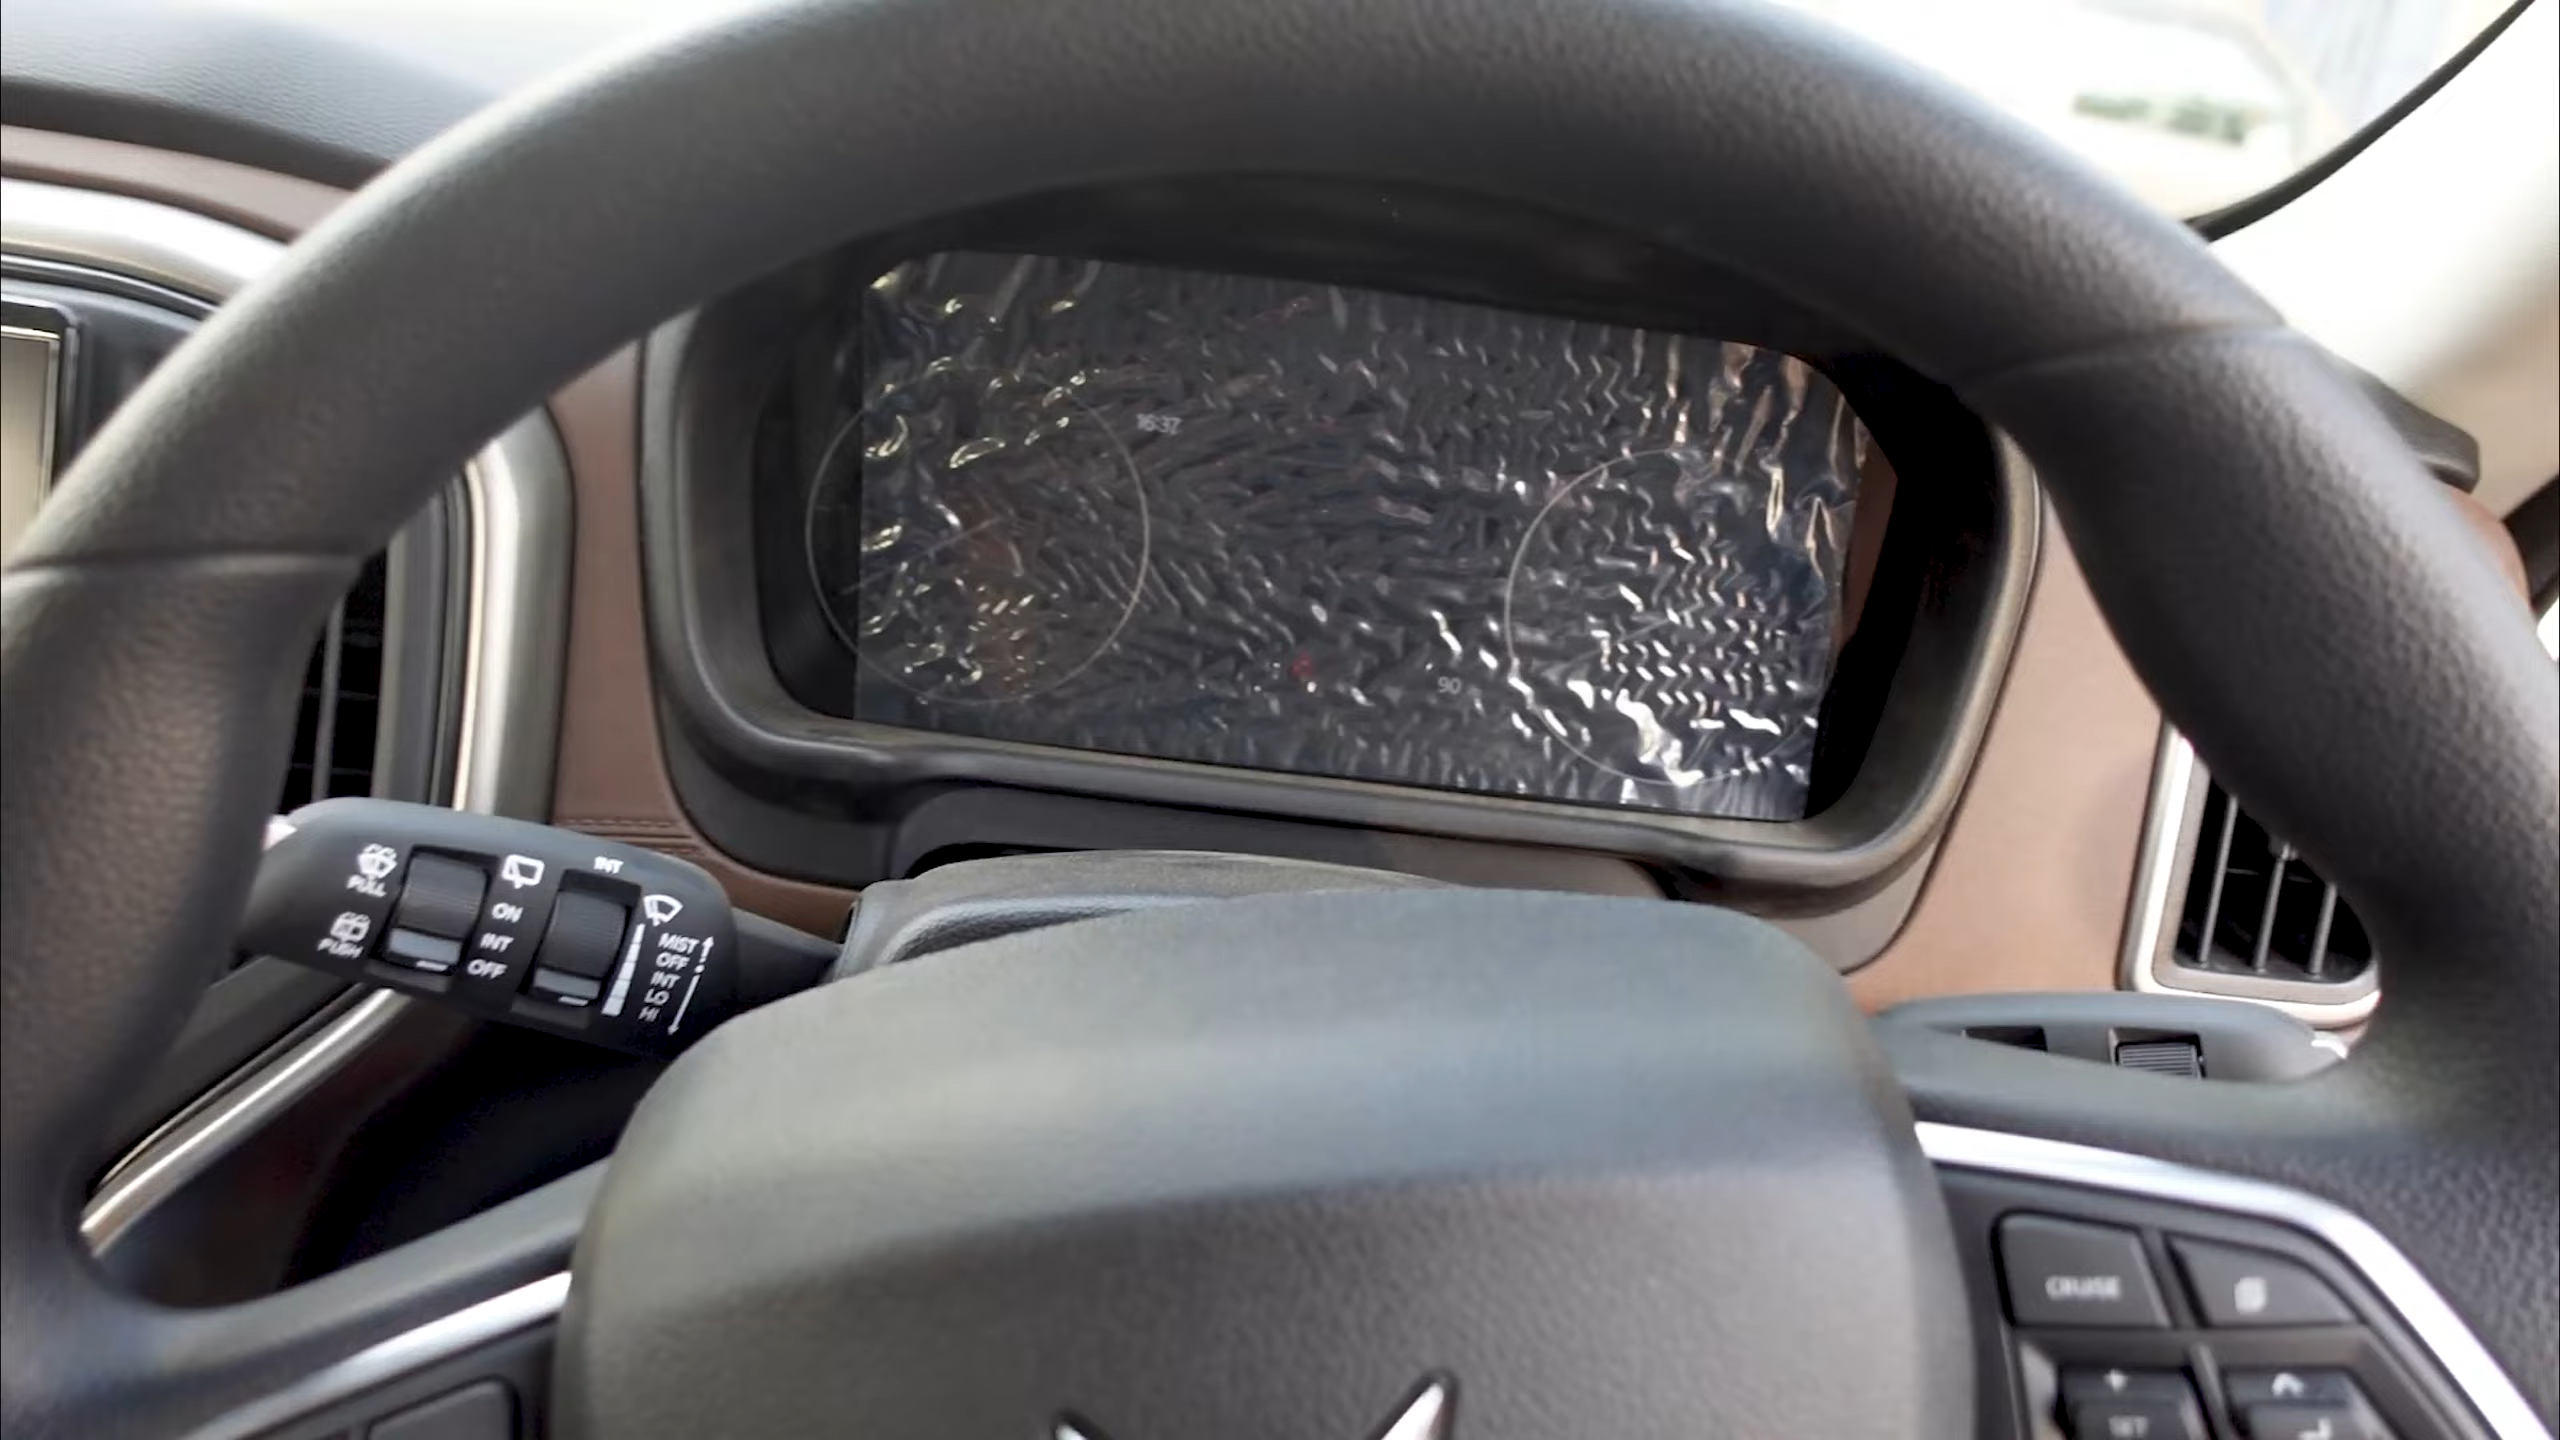 16:37
90
PULL
PUSH
ON
INT
OFF
INT
MIST
OFF
INT
LO
HI
CRUISE
+
SET